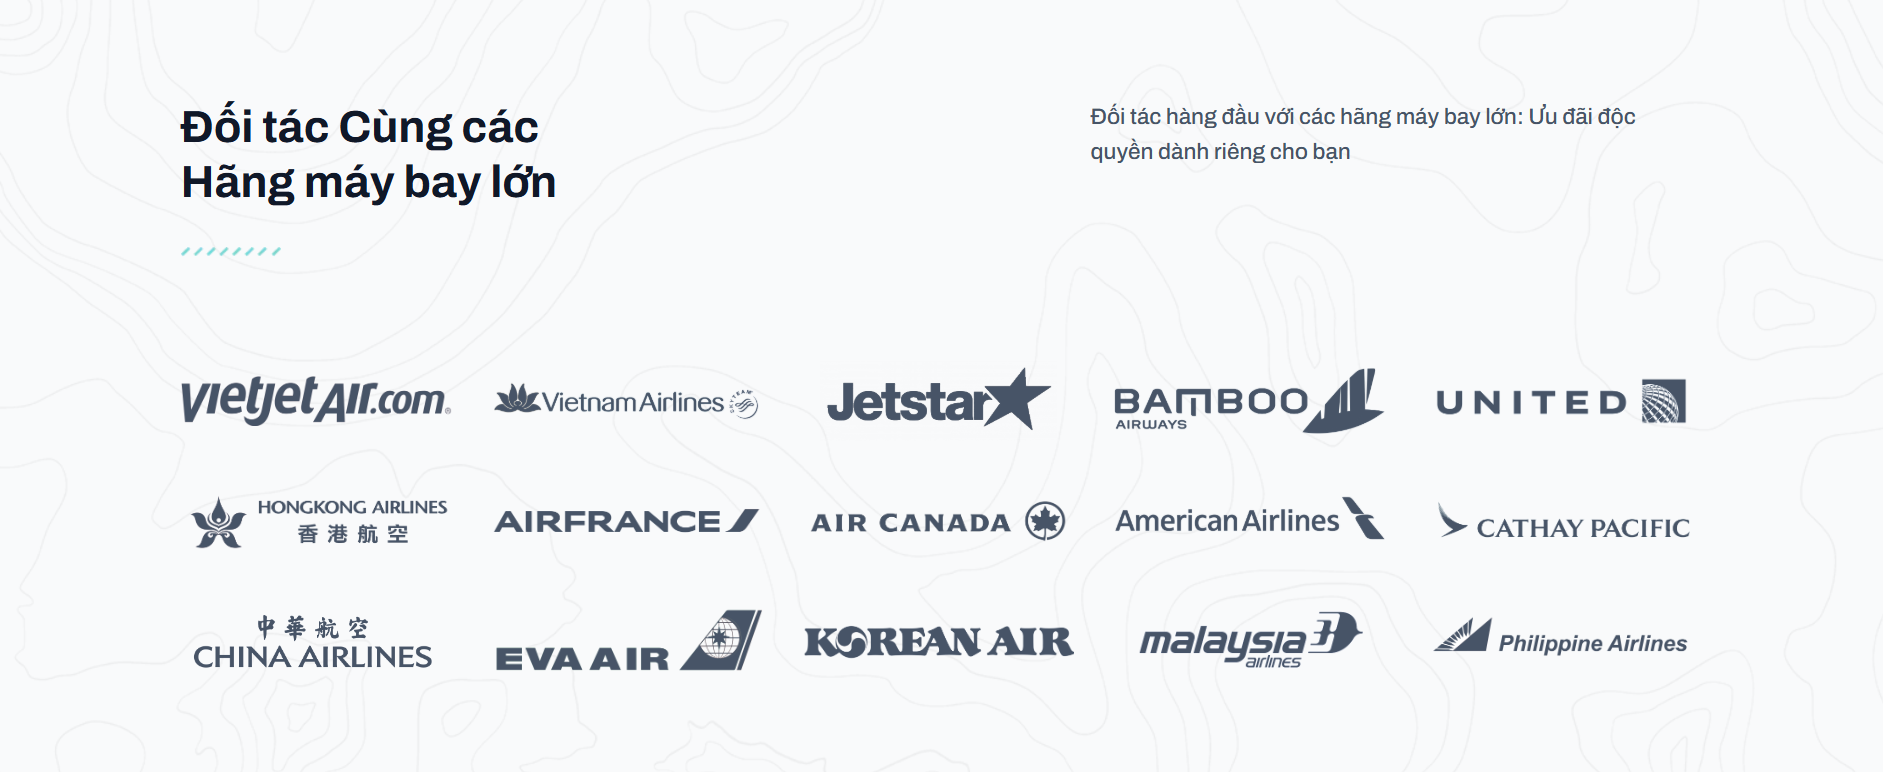 Đối tác Cùng các
Hãng máy bay lớn
Đối tác hàng đầu với các hãng máy bay lớn: Ưu đãi độc
quyền dành riêng cho bạn
vietjetAir.com®
Vietnam Airlines SKYTEAM
Jetstar
BAMBOO
AIRWAYS
UNITED
HONGKONG AIRLINES
香港航空
AIRFRANCE
AIR CANADA
American Airlines
CATHAY PACIFIC
中華航空
CHINA AIRLINES
EVA AIR
KOREAN AIR
malaysia
airlines
Philippine Airlines